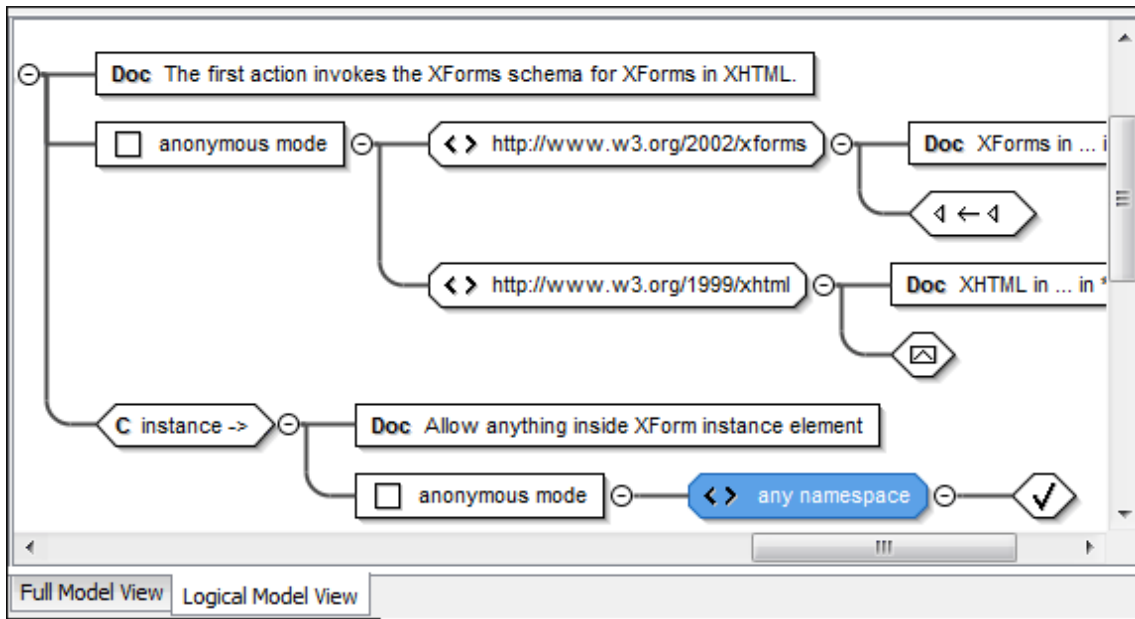 Doc The first action invokes the XForms schema for XForms in XHTML.
anonymous mode
< > http://www.w3.org/2002/xforms
Doc XForms in ... i
< > http://www.w3.org/1999/xhtml
Doc XHTML in ... in *
C instance ->
Doc Allow anything inside XForm instance element
anonymous mode
< > any namespace
Full Model View
Logical Model View